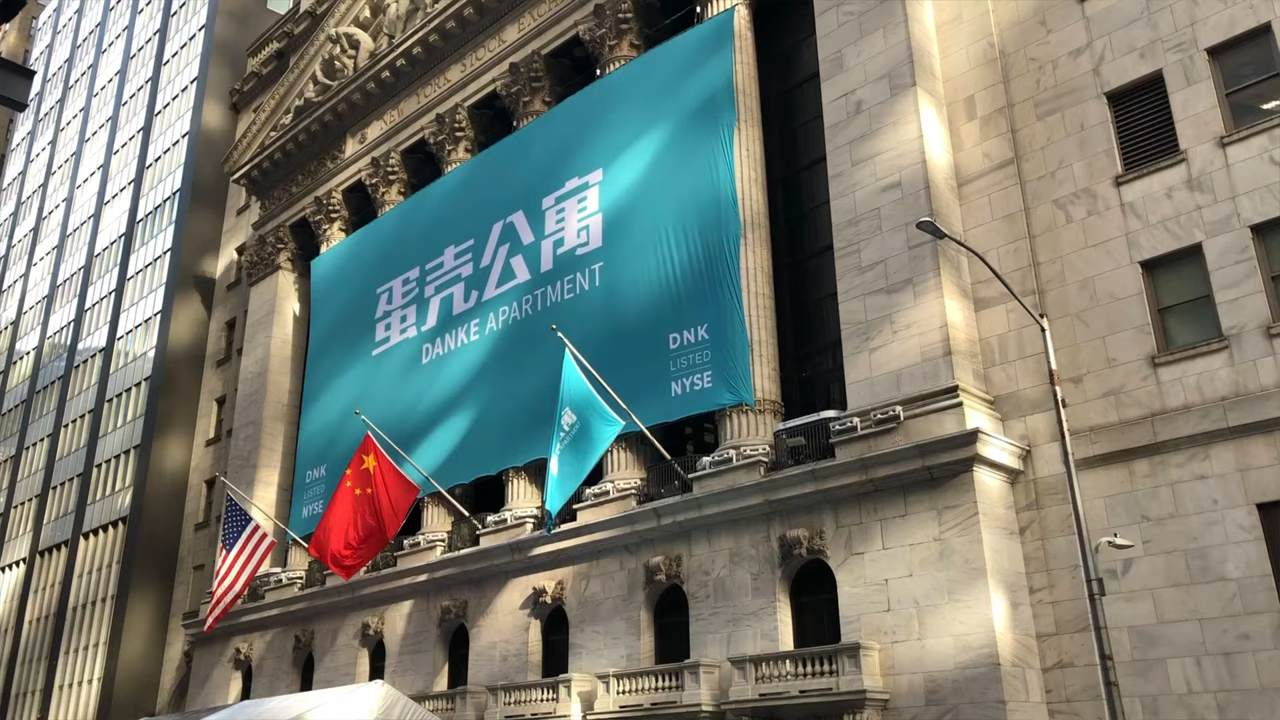 NEW YORK STOCK EXCHANGE
蛋壳公寓
DANKE APARTMENT
DNK
LISTED
NYSE
DNK
LISTED
NYSE